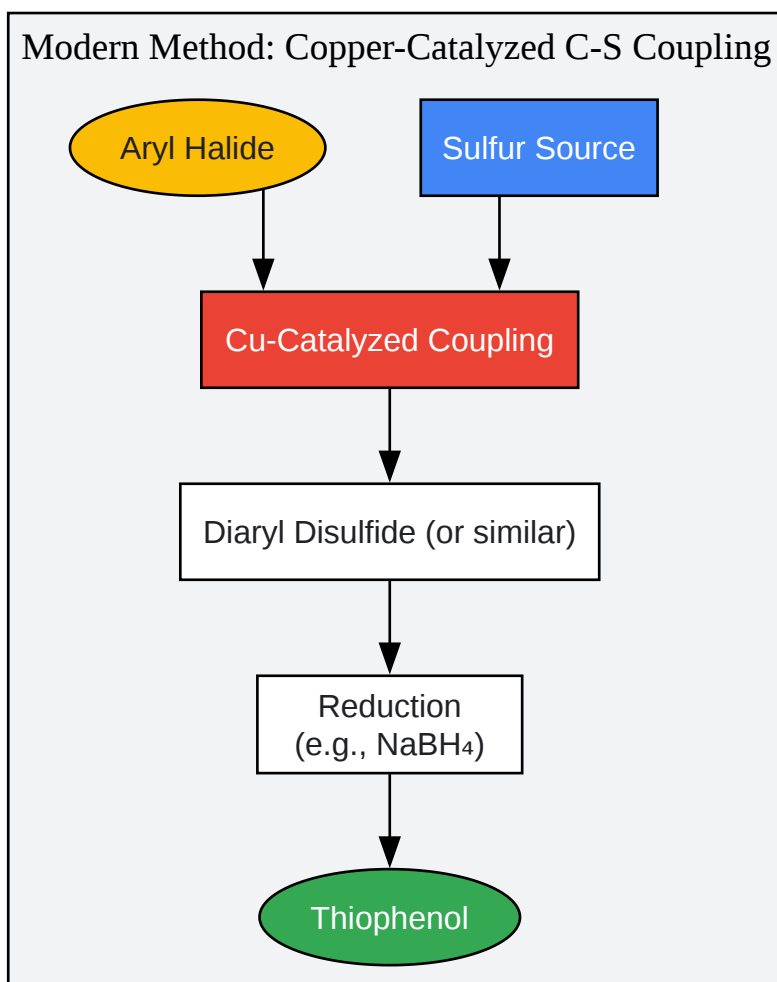 Modern Method: Copper-Catalyzed C-S Coupling
Aryl Halide
Sulfur Source
Cu-Catalyzed Coupling
Diaryl Disulfide (or similar)
Reduction
(e.g., NaBH₄)
Thiophenol